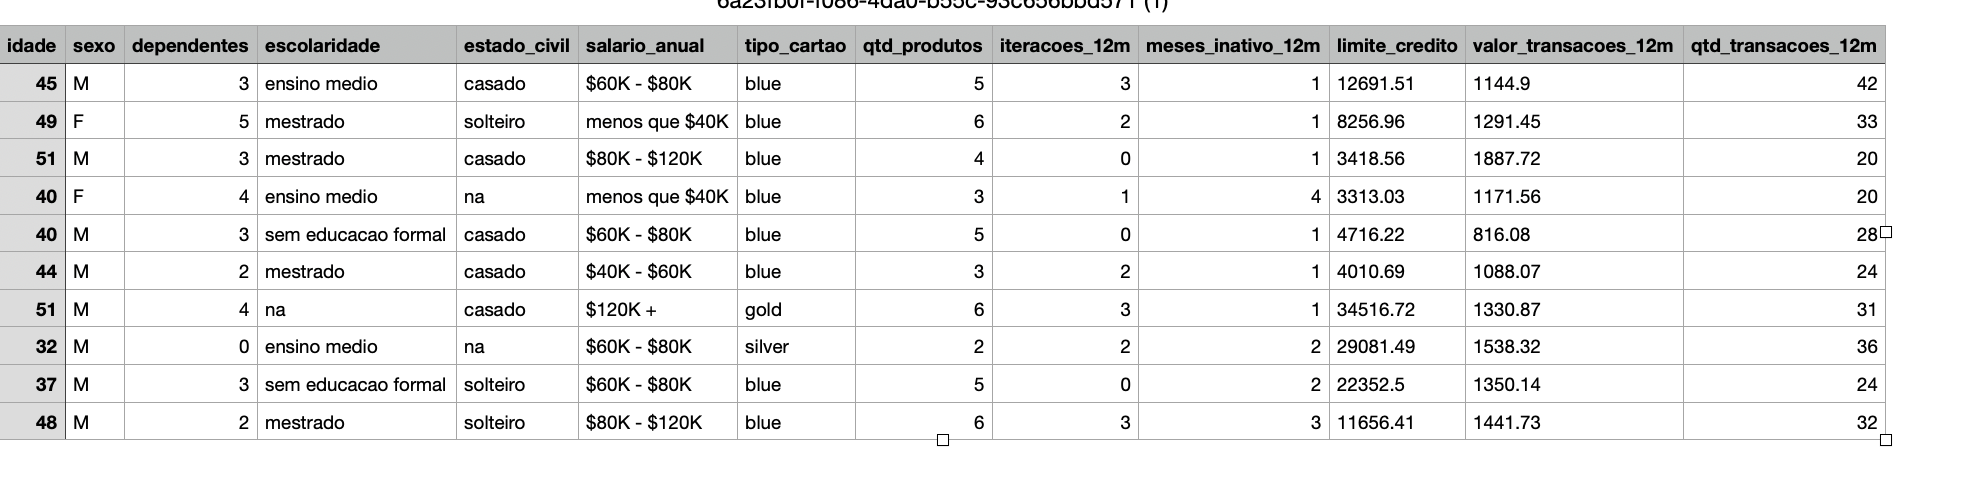 6a23fb0f-f086-4da0-b55c-93c656bbd571 (1)
idade sexo dependentes escolaridade estado_civil salario_anual tipo_cartao qtd_produtos iteracoes_12m meses_inativo_12m limite_credito valor_transacoes_12m qtd_transacoes_12m
45 M 3 ensino medio casado $60K - $80K blue 5 3 1 12691.51 1144.9 42
49 F 5 mestrado solteiro menos que $40K blue 6 2 1 8256.96 1291.45 33
51 M 3 mestrado casado $80K - $120K blue 4 0 1 3418.56 1887.72 20
40 F 4 ensino medio na menos que $40K blue 3 1 4 3313.03 1171.56 20
40 M 3 sem educacao formal casado $60K - $80K blue 5 0 1 4716.22 816.08 28
44 M 2 mestrado casado $40K - $60K blue 3 2 1 4010.69 1088.07 24
51 M 4 na casado $120K + gold 6 3 1 34516.72 1330.87 31
32 M 0 ensino medio na $60K - $80K silver 2 2 2 29081.49 1538.32 36
37 M 3 sem educacao formal solteiro $60K - $80K blue 5 0 2 22352.5 1350.14 24
48 M 2 mestrado solteiro $80K - $120K blue 6 3 3 11656.41 1441.73 32